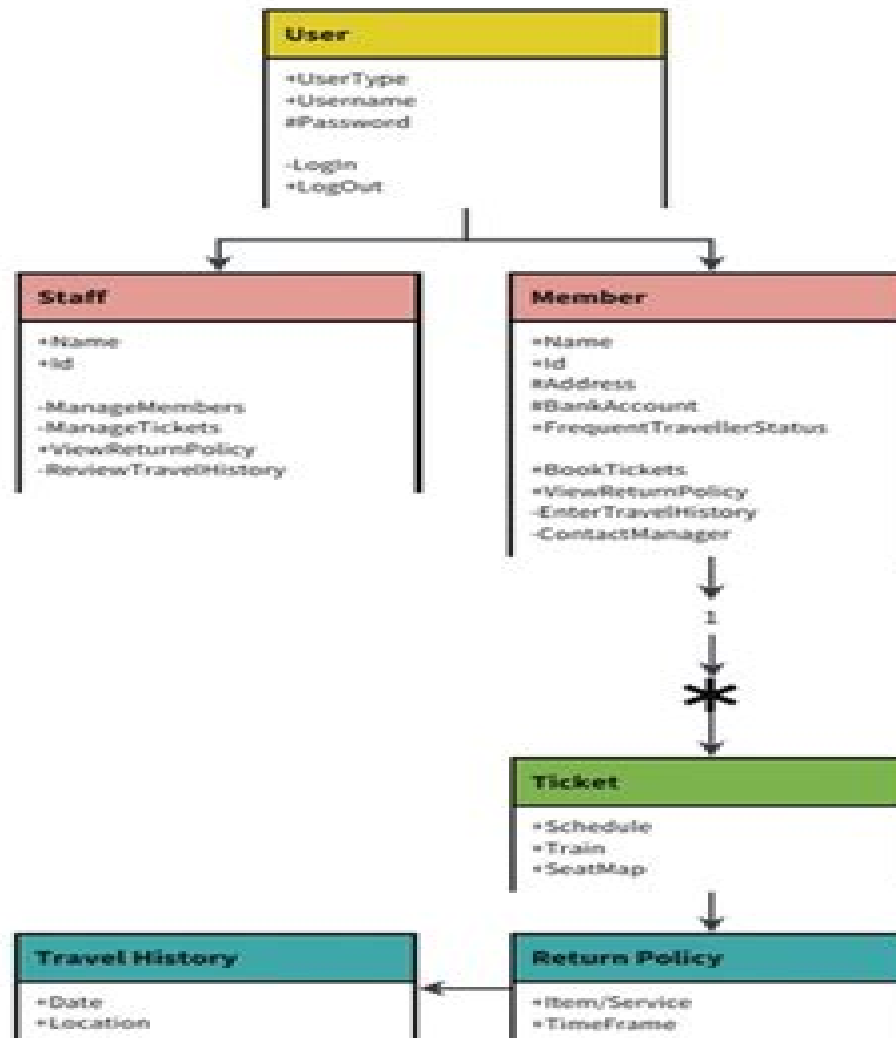 User
+UserType
+Username
#Password
-LogIn
+LogOut
Staff
+Name
+Id
-ManageMembers
-ManageTickets
+ViewReturnPolicy
-ReviewTravelHistory
Member
+Name
+Id
#Address
#BankAccount
+FrequentTravellerStatus
+BookTickets
+ViewReturnPolicy
-EnterTravelHistory
-ContactManager
1
*
Ticket
+Schedule
+Train
+SeatMap
Travel History
+Date
+Location
Return Policy
+Item/Service
+TimeFrame